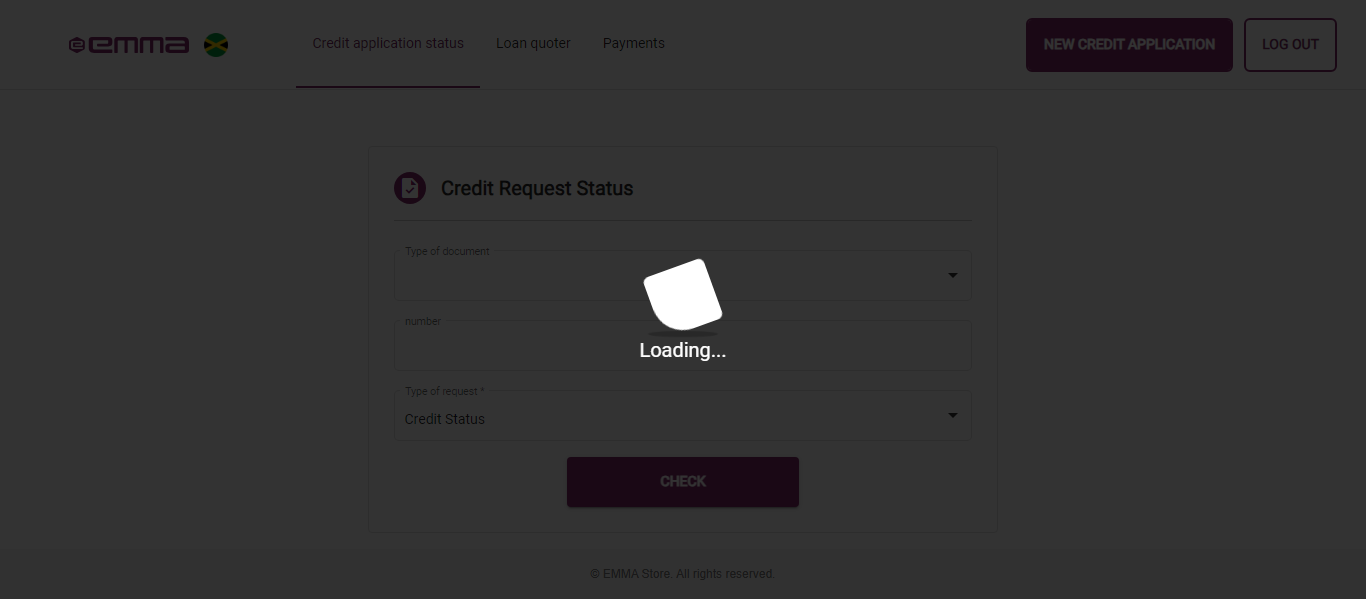 emma
Credit application status
Loan quoter
Payments
NEW CREDIT APPLICATION
LOG OUT
Credit Request Status
Type of document
number
Loading...
Type of request *
Credit Status
CHECK
© EMMA Store. All rights reserved.